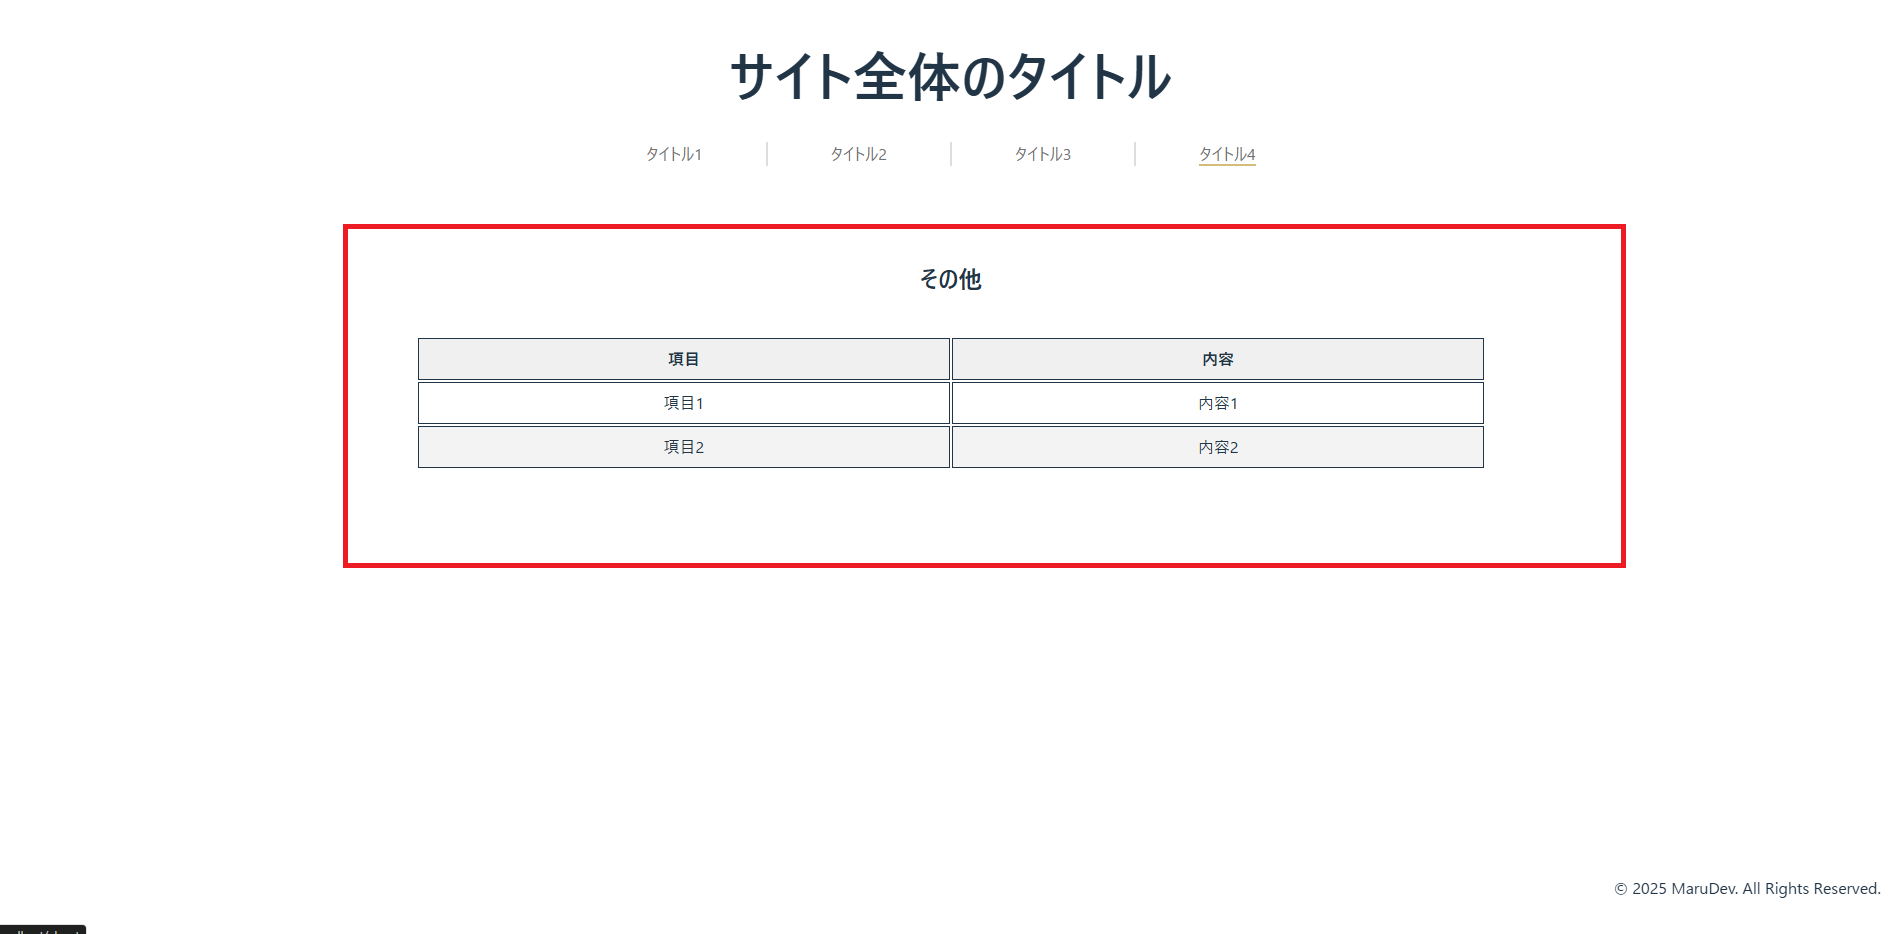 サイト全体のタイトル
タイトル1 タイトル2 タイトル3 タイトル4
その他
項目 内容
項目1 内容1
項目2 内容2
© 2025 MaruDev. All Rights Reserved.